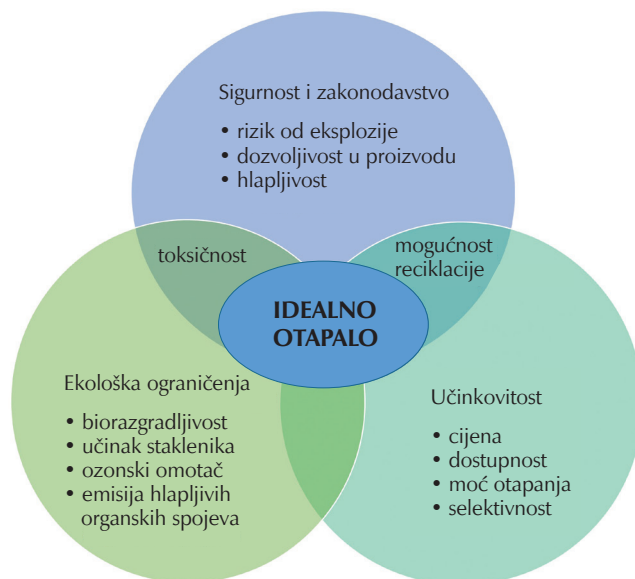 Sigurnost i zakonodavstvo
• rizik od eksplozije
• dozvoljivost u proizvodu
• hlapljivost
toksičnost
mogućnost
reciklacije
IDEALNO
OTAPALO
Ekološka ograničenja
• biorazgradljivost
• učinak staklenika
• ozonski omotač
• emisija hlapljivih
organskih spojeva
Učinkovitost
• cijena
• dostupnost
• moć otapanja
• selektivnost